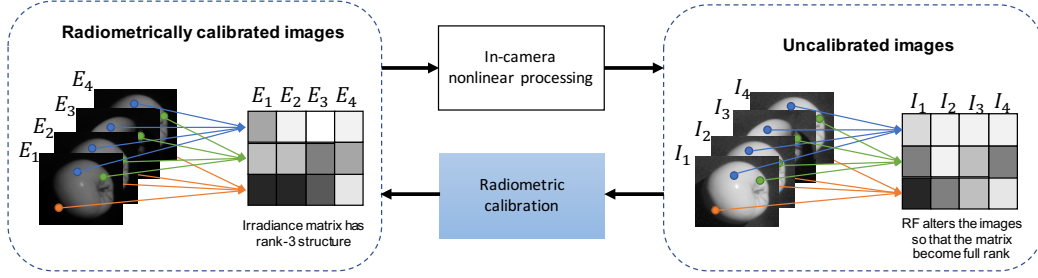 Radiometrically calibrated images
E₄
E₃
E₂
E₁
E₁ E₂ E₃ E₄
Irradiance matrix has
rank-3 structure
In-camera
nonlinear processing
Radiometric
calibration
Uncalibrated images
I₄
I₃
I₂
I₁
I₁ I₂ I₃ I₄
RF alters the images
so that the matrix
become full rank